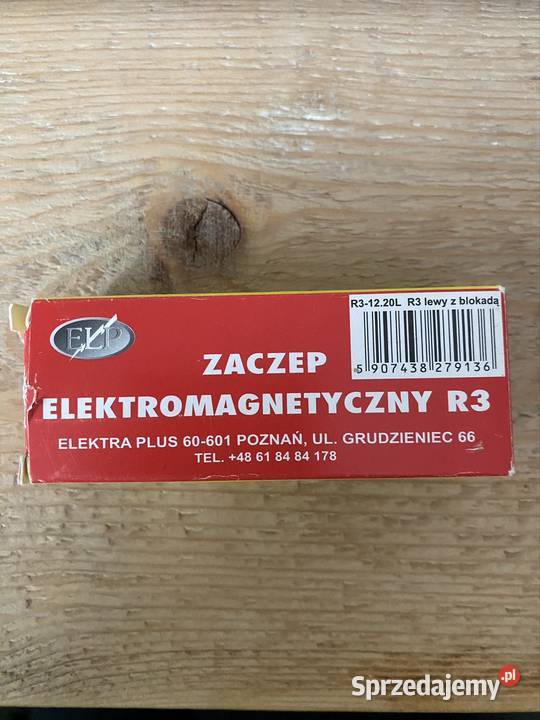 R3-12.20L R3 lewy z blokadą
5 907438 279136
ELP
ZACZEP
ELEKTROMAGNETYCZNY R3
ELEKTRA PLUS 60-601 POZNAŃ, UL. GRUDZIENIEC 66
TEL. +48 61 84 84 178
Sprzedajemy.pl